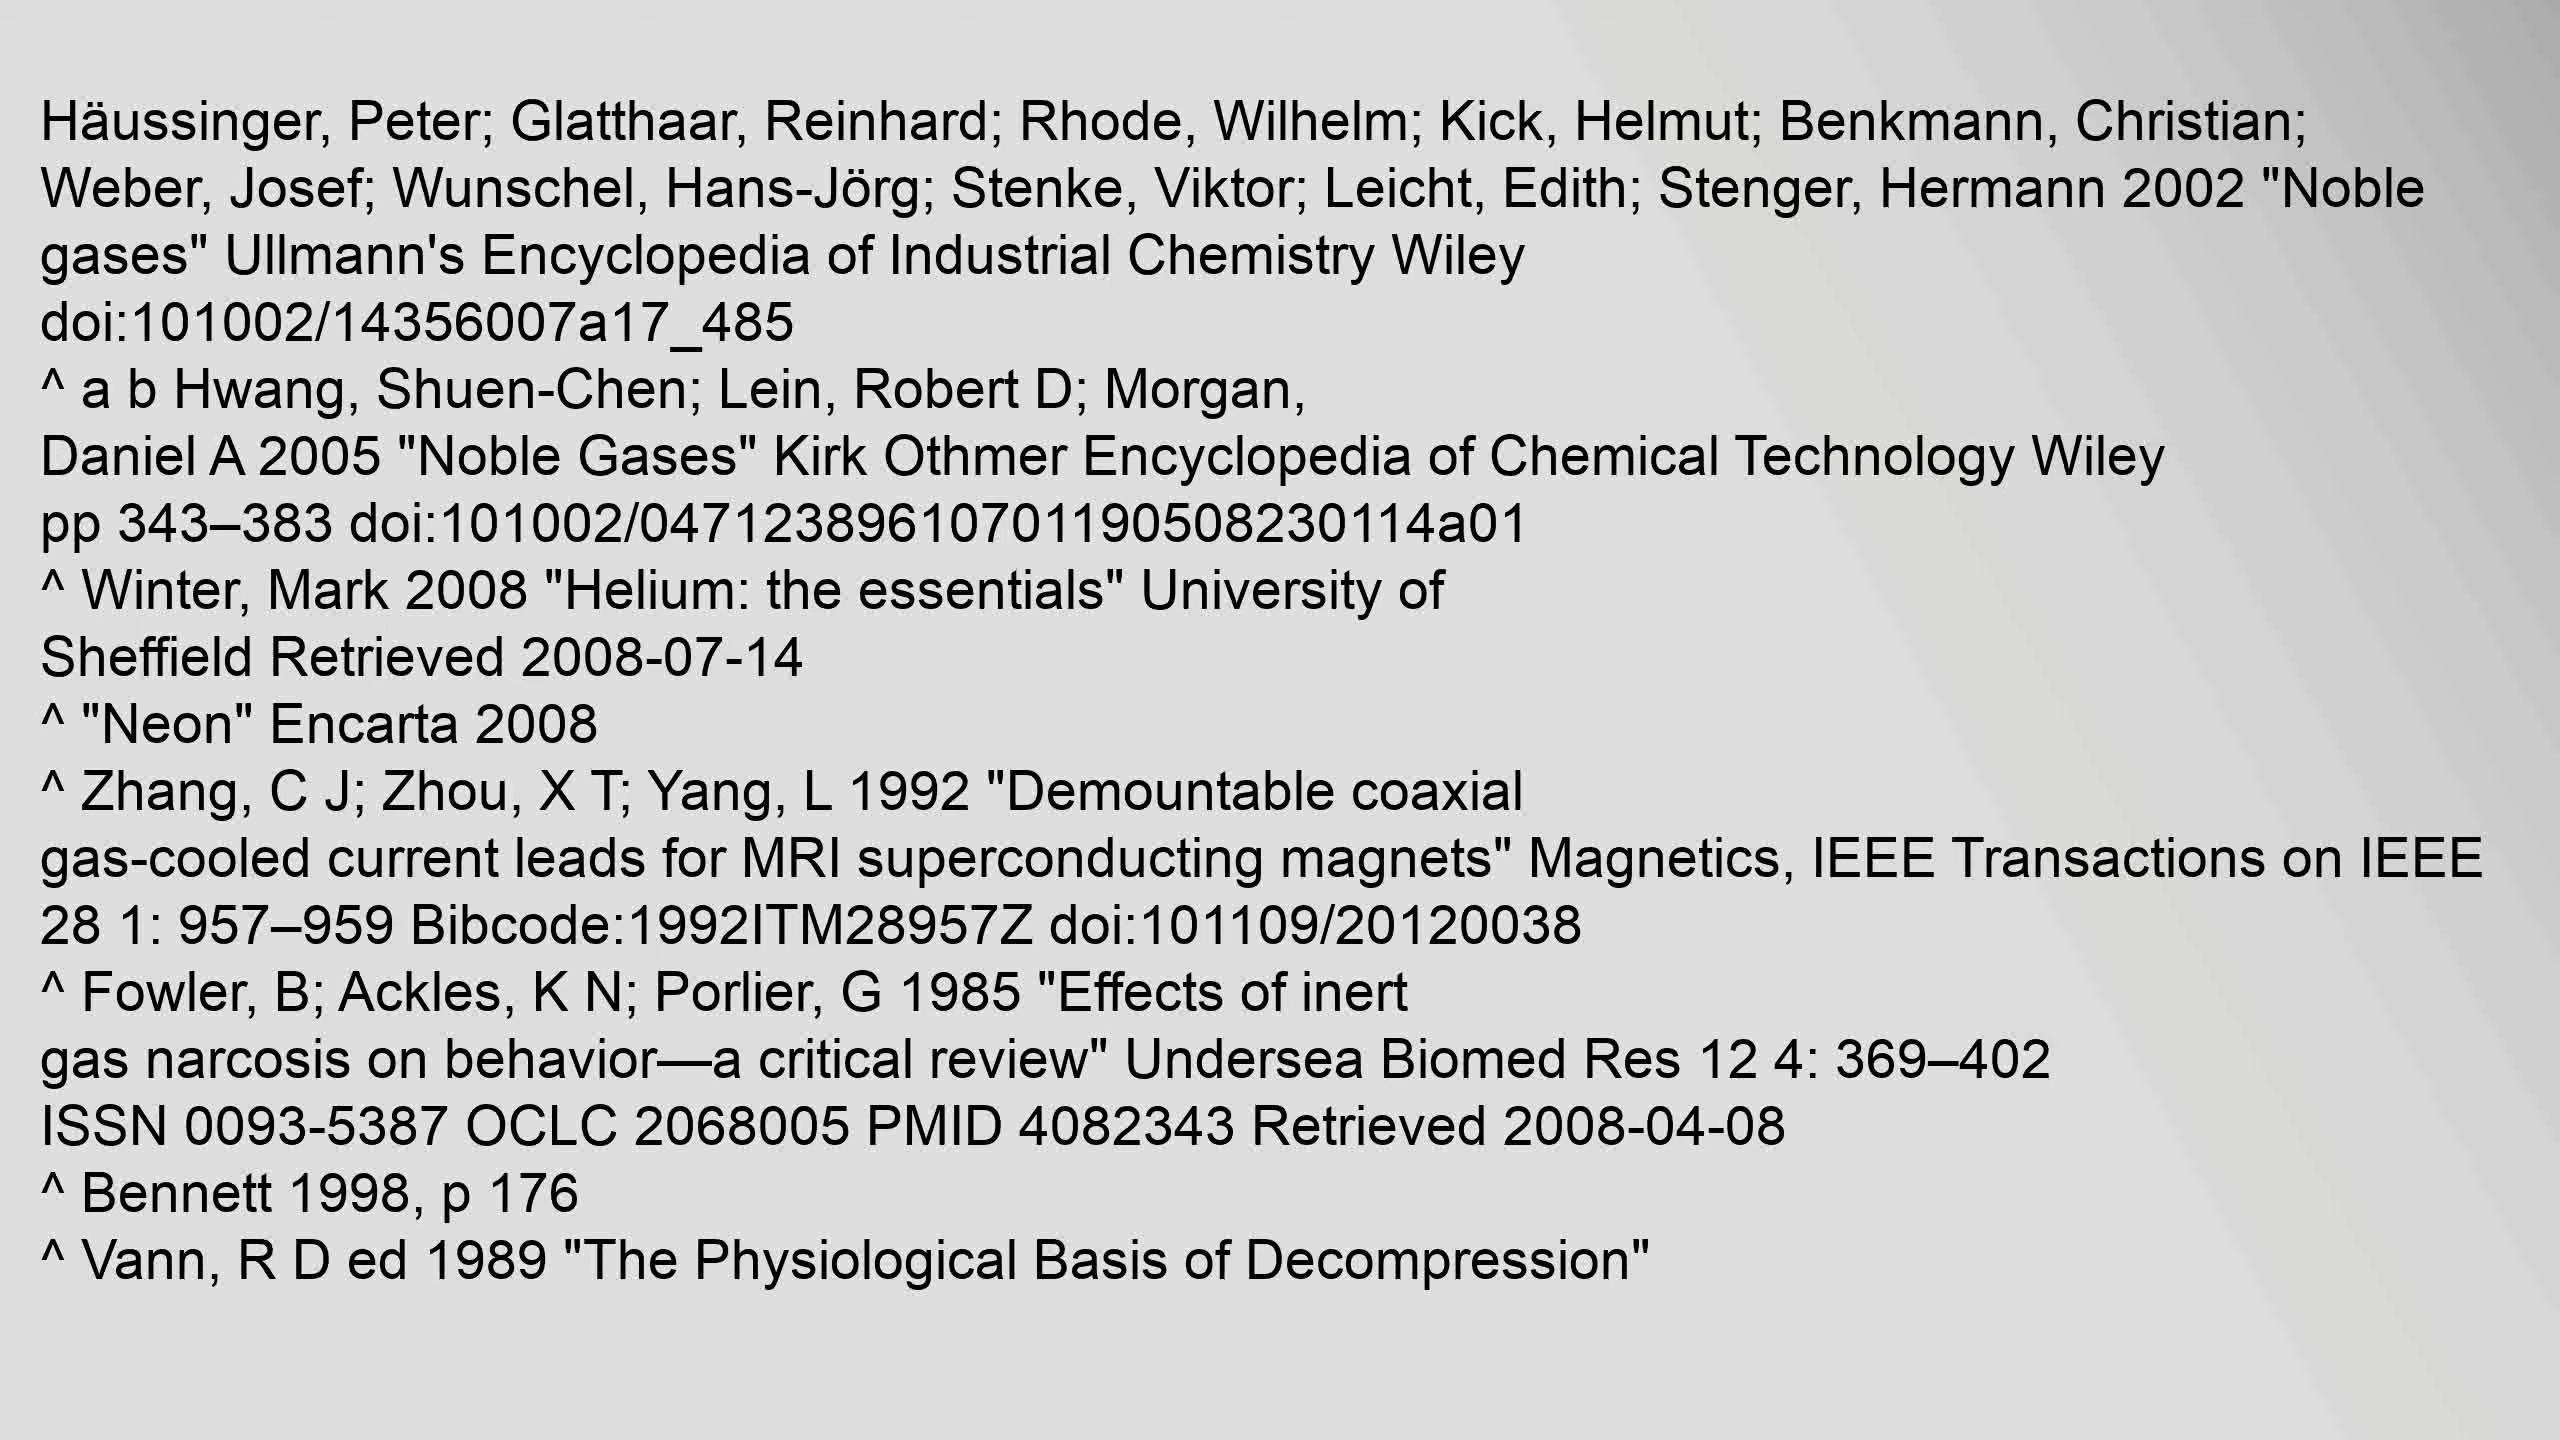 Häussinger, Peter; Glatthaar, Reinhard; Rhode, Wilhelm; Kick, Helmut; Benkmann, Christian;
Weber, Josef; Wunschel, Hans-Jörg; Stenke, Viktor; Leicht, Edith; Stenger, Hermann 2002 "Noble
gases" Ullmann's Encyclopedia of Industrial Chemistry Wiley
doi:101002/14356007a17_485
^ a b Hwang, Shuen-Chen; Lein, Robert D; Morgan,
Daniel A 2005 "Noble Gases" Kirk Othmer Encyclopedia of Chemical Technology Wiley
pp 343–383 doi:101002/0471238961070119050823​0114a01
^ Winter, Mark 2008 "Helium: the essentials" University of
Sheffield Retrieved 2008-07-14
^ "Neon" Encarta 2008
^ Zhang, C J; Zhou, X T; Yang, L 1992 "Demountable coaxial
gas-cooled current leads for MRI superconducting magnets" Magnetics, IEEE Transactions on IEEE
28 1: 957–959 Bibcode:1992ITM28957Z doi:101109/20120038
^ Fowler, B; Ackles, K N; Porlier, G 1985 "Effects of inert
gas narcosis on behavior—a critical review" Undersea Biomed Res 12 4: 369–402
ISSN 0093-5387 OCLC 2068005 PMID 4082343 Retrieved 2008-04-08
^ Bennett 1998, p 176
^ Vann, R D ed 1989 "The Physiological Basis of Decompression"